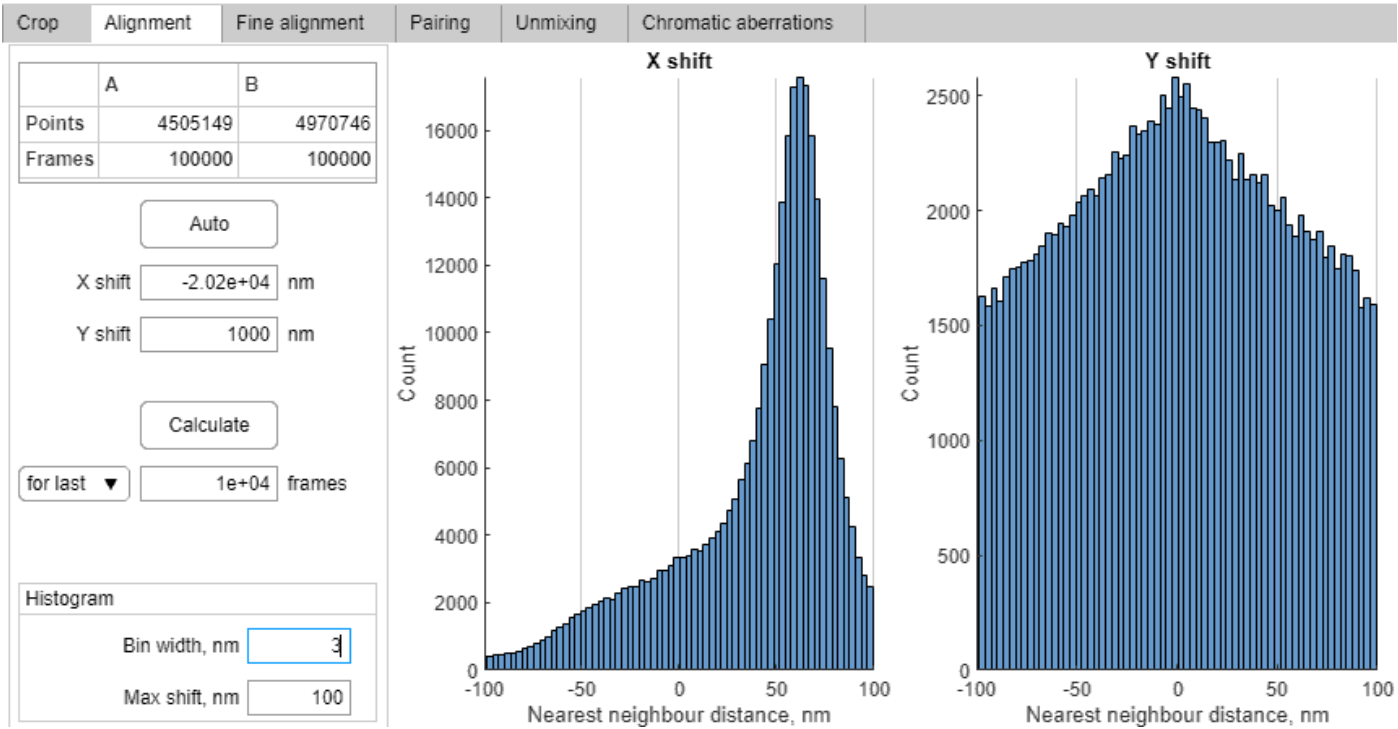 Crop Alignment Fine alignment Pairing Unmixing Chromatic aberrations
A B
Points 4505149 4970746
Frames 100000 100000
Auto
X shift -2.02e+04 nm
Y shift 1000 nm
Calculate
for last ▼ 1e+04 frames
Histogram
Bin width, nm 3
Max shift, nm 100
X shift
16000
14000
12000
10000
8000
6000
4000
2000
0
Count
-100 -50 0 50 100
Nearest neighbour distance, nm
Y shift
2500
2000
1500
1000
500
0
Count
-100 -50 0 50 100
Nearest neighbour distance, nm